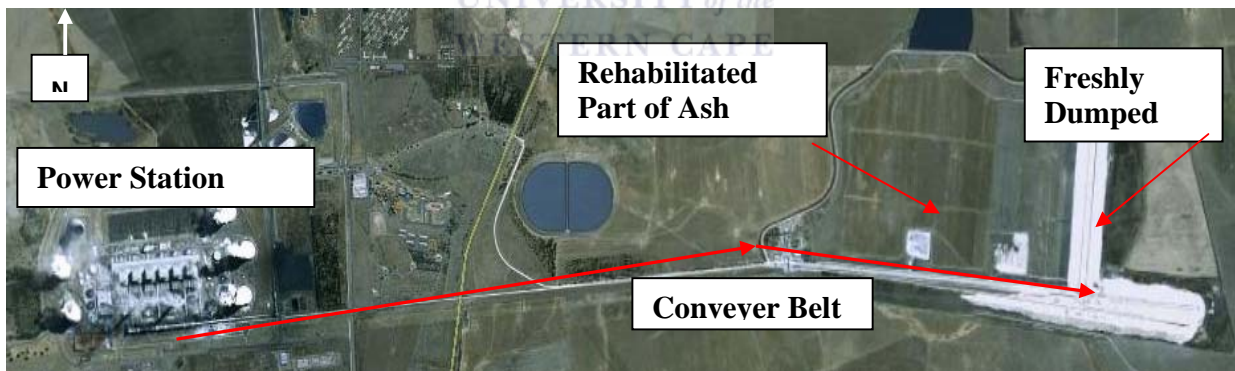 UNIVERSITY of the
WESTERN CAPE
N
Power Station
Rehabilitated
Part of Ash
Freshly
Dumped
Conveyer Belt